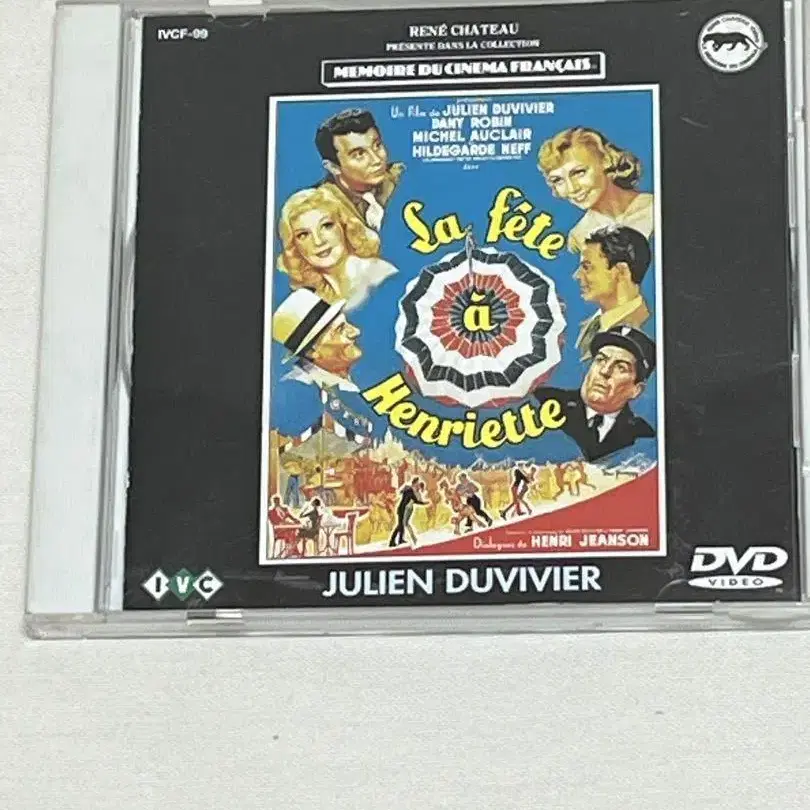 IVCF-99
RENÉ CHATEAU
PRÉSENTE DANS LA COLLECTION
MEMOIRE DU CINEMA FRANÇAIS
Un Film de JULIEN DUVIVIER
DANY ROBIN
MICHEL AUCLAIR
HILDEGARDE NEFF
La fête
à
Henriette
Dialogues de HENRI JEANSON
IVC
JULIEN DUVIVIER
DVD
VIDEO